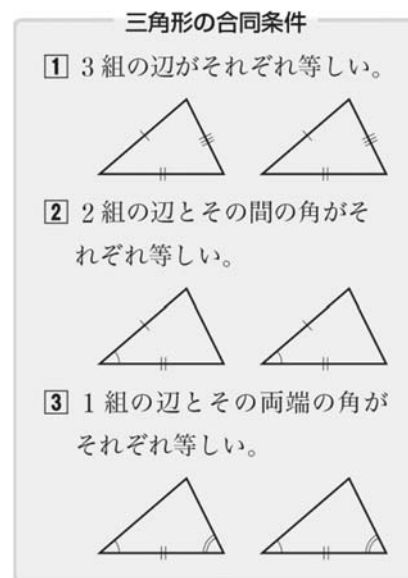 三角形の合同条件
1 3組の辺がそれぞれ等しい。
2 2組の辺とその間の角がそ
れぞれ等しい。
3 1組の辺とその両端の角が
それぞれ等しい。